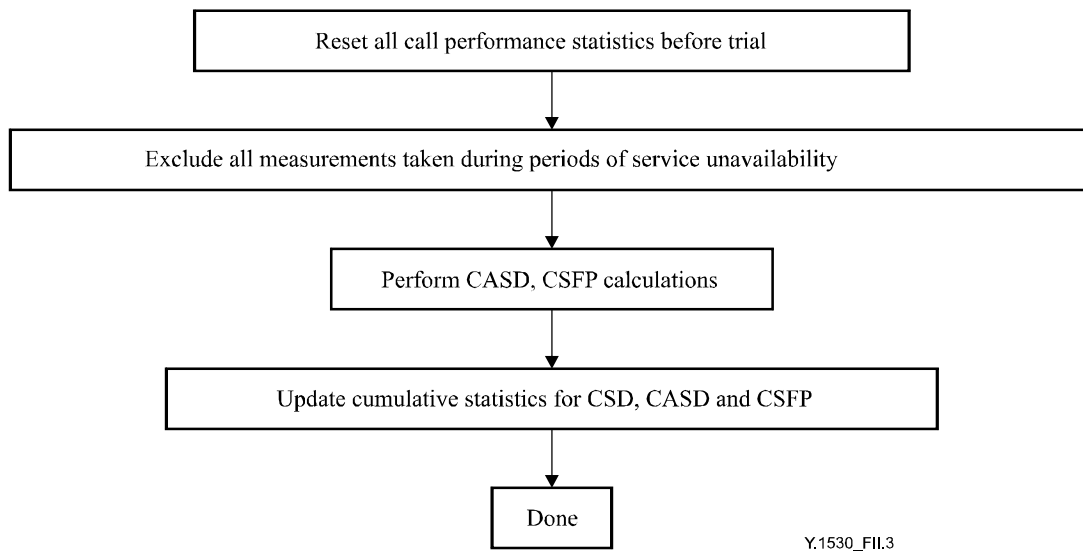 Reset all call performance statistics before trial
Exclude all measurements taken during periods of service unavailability
Perform CASD, CSFP calculations
Update cumulative statistics for CSD, CASD and CSFP
Done
Y.1530_FII.3